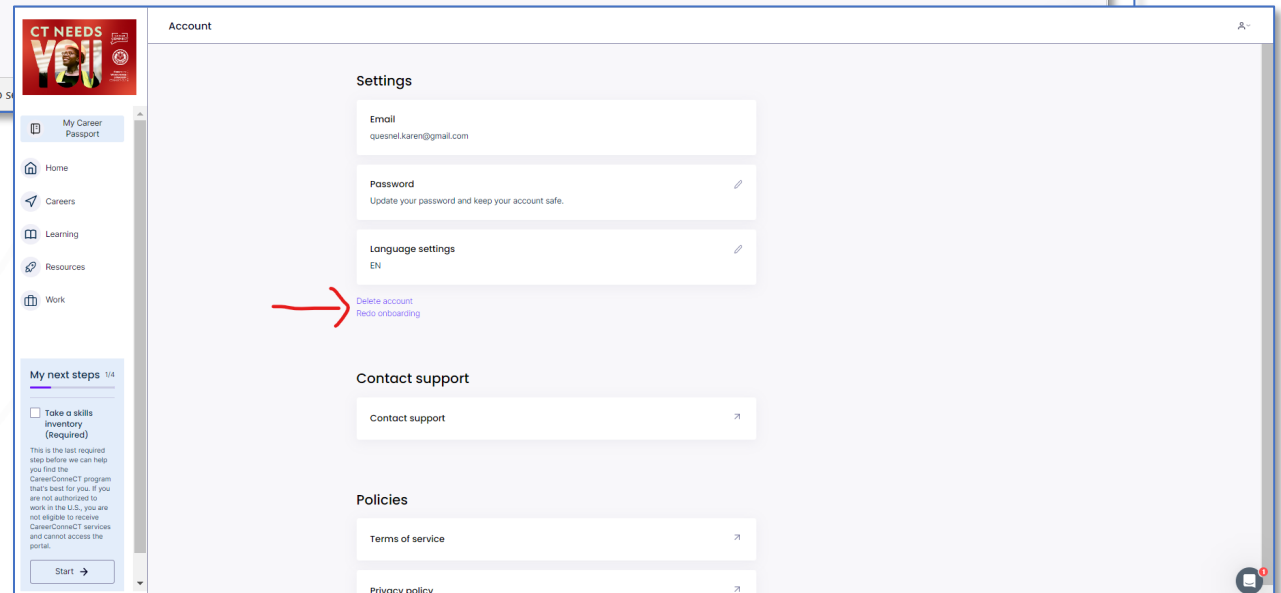 CT NEEDS
YOU
Account
My Career
Passport
Home
Careers
Learning
Resources
Work
My next steps 1/4
Take a skills
inventory
(Required)
This is the last required
step before we can help
you find the
CareerConneCT program
that's best for you. If you
are not authorized to
work in the U.S., you are
not eligible to receive
CareerConneCT services
and cannot access the
portal.
Start →
Settings
Email
quesnel.karen@gmail.com
Password
Update your password and keep your account safe.
Language settings
EN
Delete account
Redo onboarding
Contact support
Contact support
Policies
Terms of service
Privacy policy
1